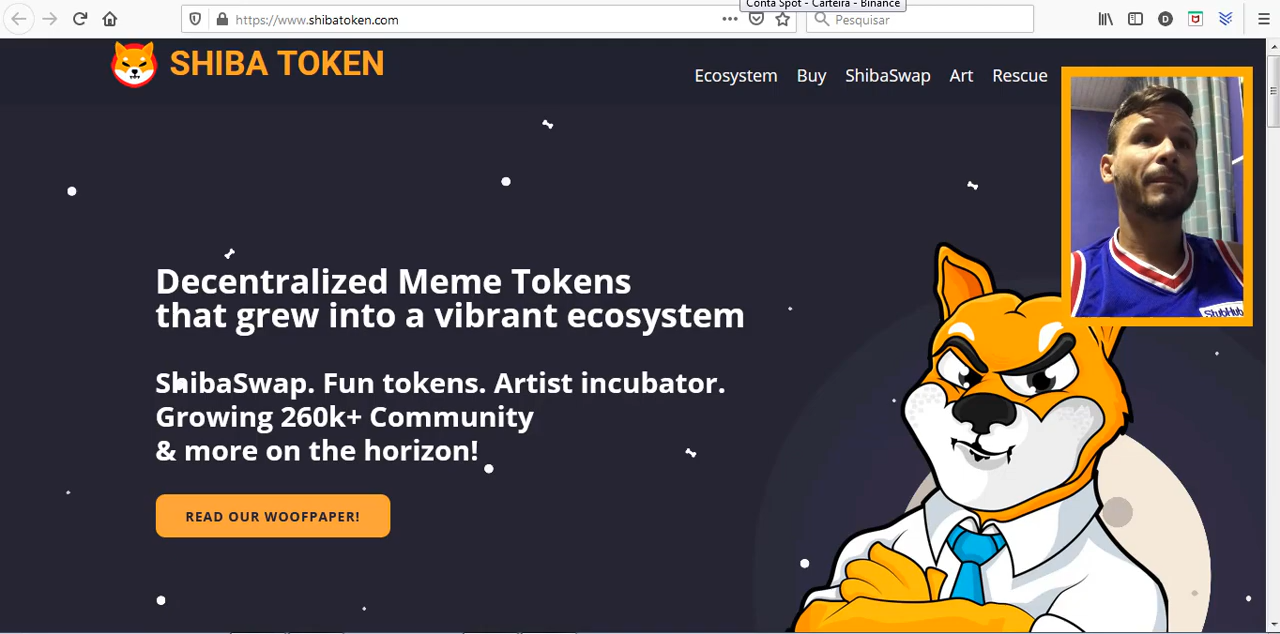 Conta Spot - Carteira - Binance
https://www.shibatoken.com
Pesquisar
SHIBA TOKEN
Ecosystem Buy ShibaSwap Art Rescue
StubHub
Decentralized Meme Tokens
that grew into a vibrant ecosystem
ShibaSwap. Fun tokens. Artist incubator.
Growing 260k+ Community
& more on the horizon!
READ OUR WOOFPAPER!